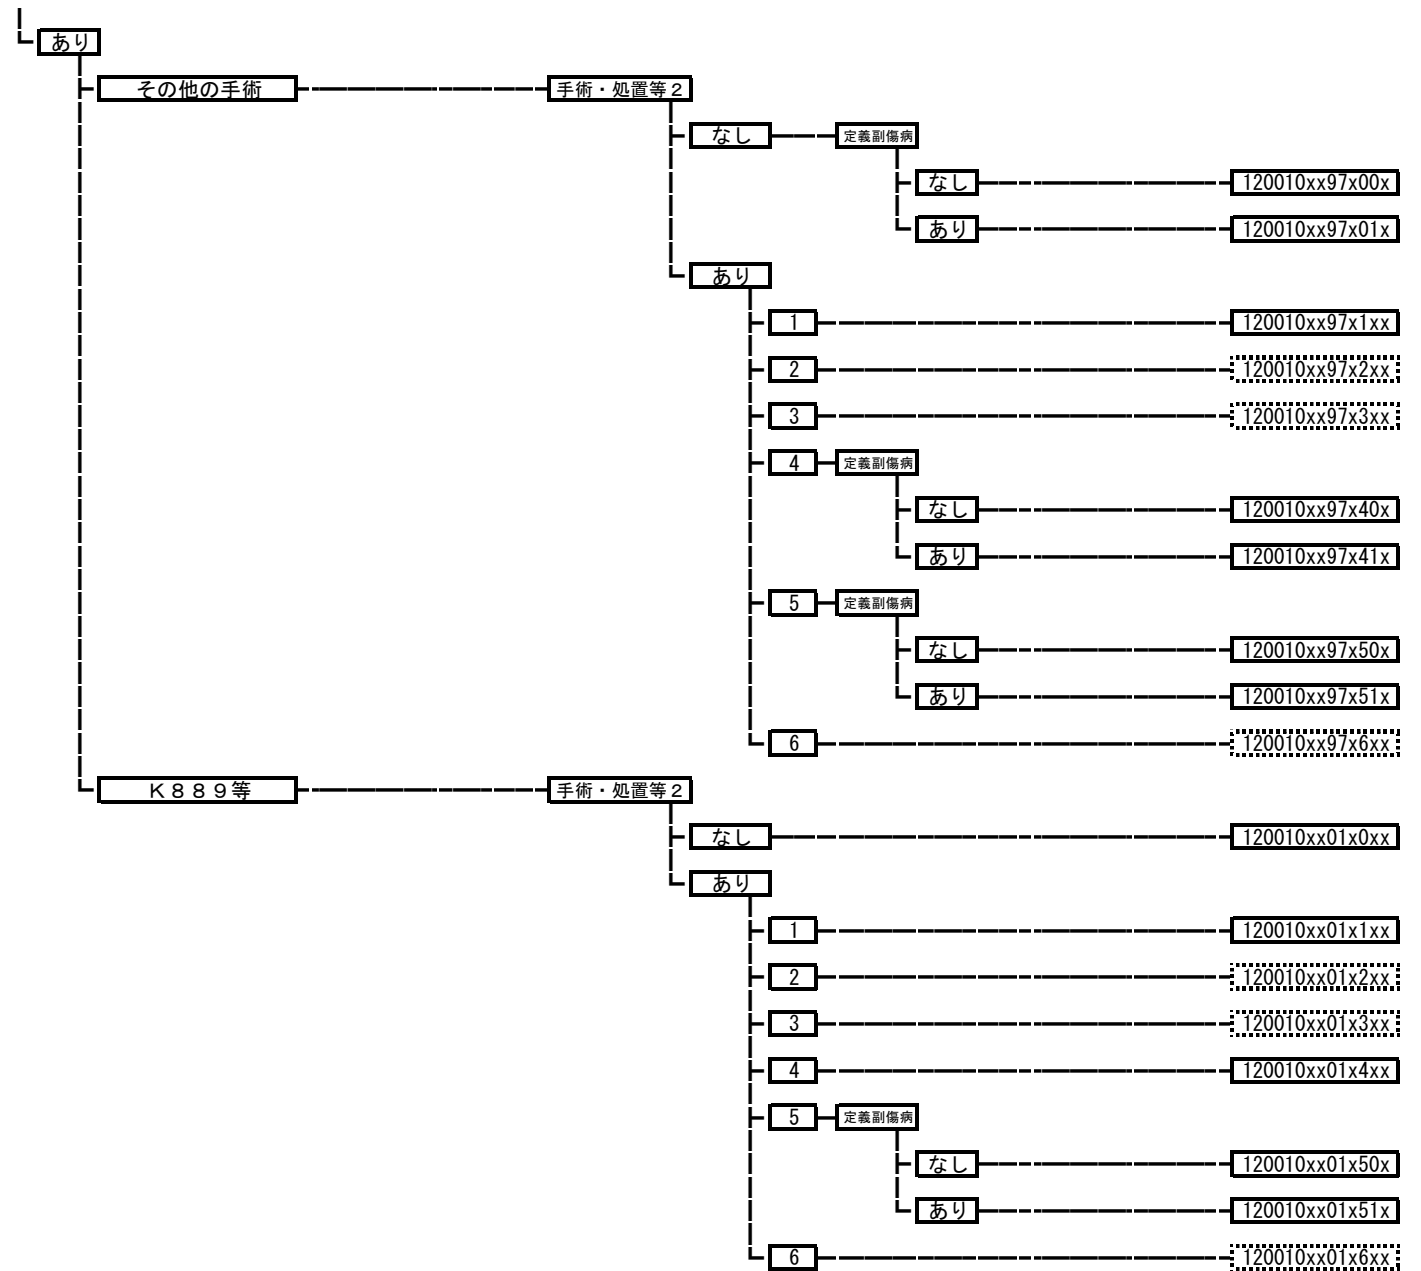 あり
その他の手術 手術・処置等２
なし 定義副傷病
なし 120010xx97x00x
あり 120010xx97x01x
あり
1 120010xx97x1xx
2 120010xx97x2xx
3 120010xx97x3xx
4 定義副傷病
なし 120010xx97x40x
あり 120010xx97x41x
5 定義副傷病
なし 120010xx97x50x
あり 120010xx97x51x
6 120010xx97x6xx
Ｋ８８９等 手術・処置等２
なし 120010xx01x0xx
あり
1 120010xx01x1xx
2 120010xx01x2xx
3 120010xx01x3xx
4 120010xx01x4xx
5 定義副傷病
なし 120010xx01x50x
あり 120010xx01x51x
6 120010xx01x6xx